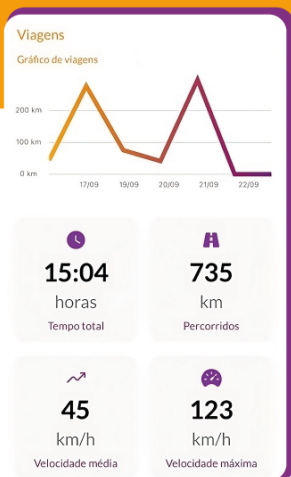 Viagens
Gráfico de viagens
200 km
100 km
0 km
17/09 19/09 20/09 21/09 22/09
15:04
horas
Tempo total
735
km
Percorridos
45
km/h
Velocidade média
123
km/h
Velocidade máxima